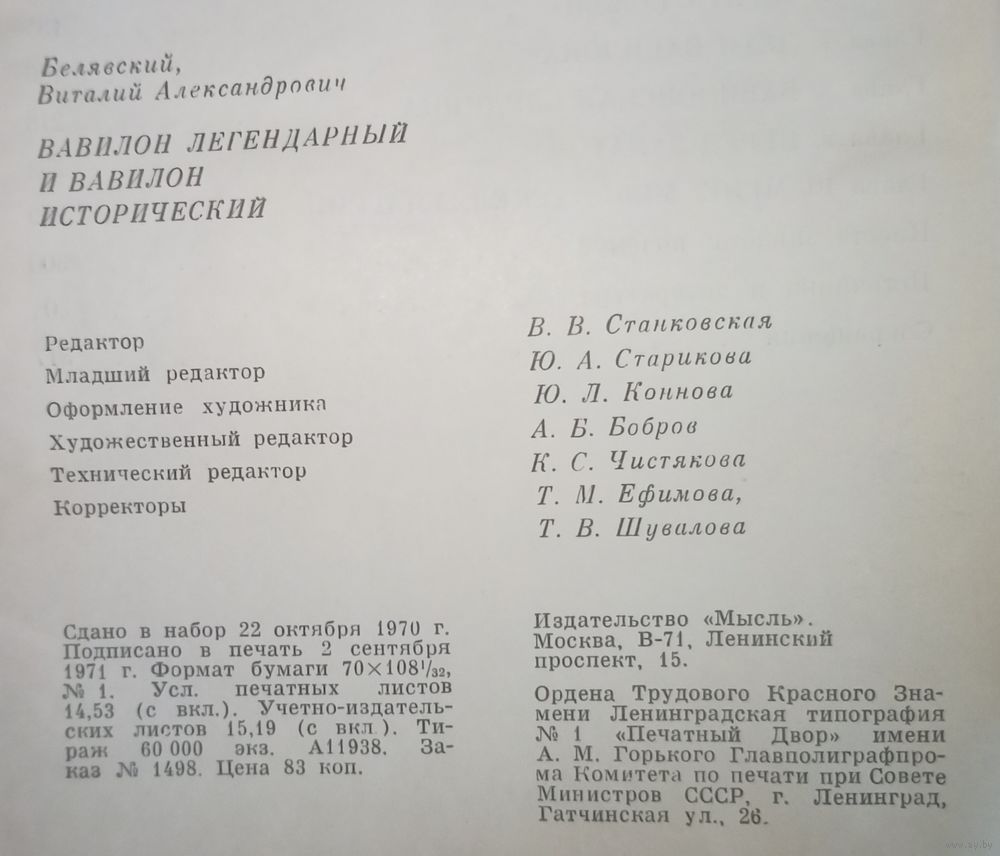 Белявский,
Виталий Александрович
ВАВИЛОН ЛЕГЕНДАРНЫЙ
И ВАВИЛОН
ИСТОРИЧЕСКИЙ
Редактор
В. В. Станковская
Младший редактор
Ю. А. Старикова
Оформление художника
Ю. Л. Коннова
Художественный редактор
А. Б. Бобров
Технический редактор
К. С. Чистякова
Корректоры
Т. М. Ефимова,
Т. В. Шувалова
Сдано в набор 22 октября 1970 г.
Подписано в печать 2 сентября
1971 г. Формат бумаги 70×108¹/₃₂,
№ 1. Усл. печатных листов
14,53 (с вкл.). Учетно-издатель-
ских листов 15,19 (с вкл.). Ти-
раж 60 000 экз. А11938. За-
каз № 1498. Цена 83 коп.
Издательство «Мысль».
Москва, В-71, Ленинский
проспект, 15.
Ордена Трудового Красного Зна-
мени Ленинградская типография
№ 1 «Печатный Двор» имени
А. М. Горького Главполиграфпро-
ма Комитета по печати при Совете
Министров СССР, г. Ленинград,
Гатчинская ул., 26.
www.ay.by